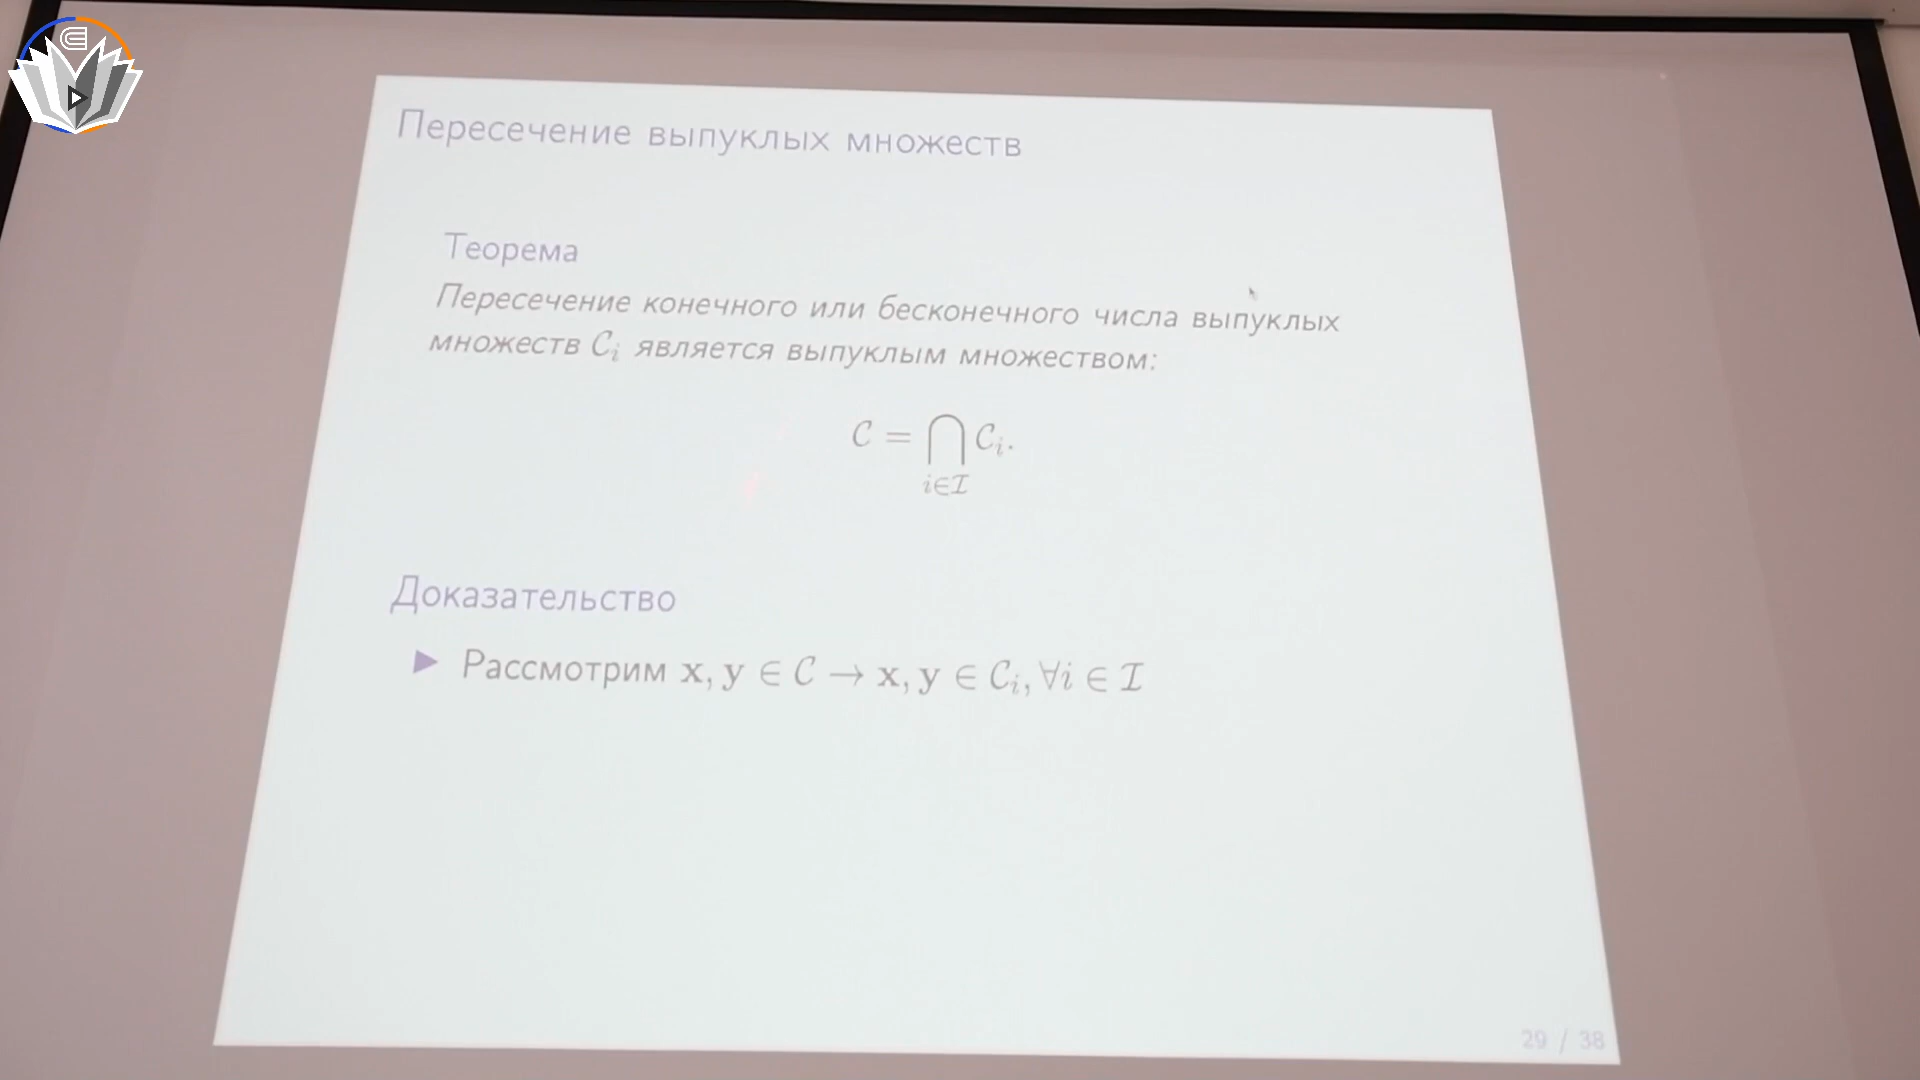 Пересечение выпуклых множеств
Теорема
Пересечение конечного или бесконечного числа выпуклых
множеств 𝒞ᵢ является выпуклым множеством:
𝒞 = ⋂ 𝒞ᵢ.
i∈ℐ
Доказательство
▶ Рассмотрим x, y ∈ 𝒞 → x, y ∈ 𝒞ᵢ, ∀i ∈ ℐ
29 / 38